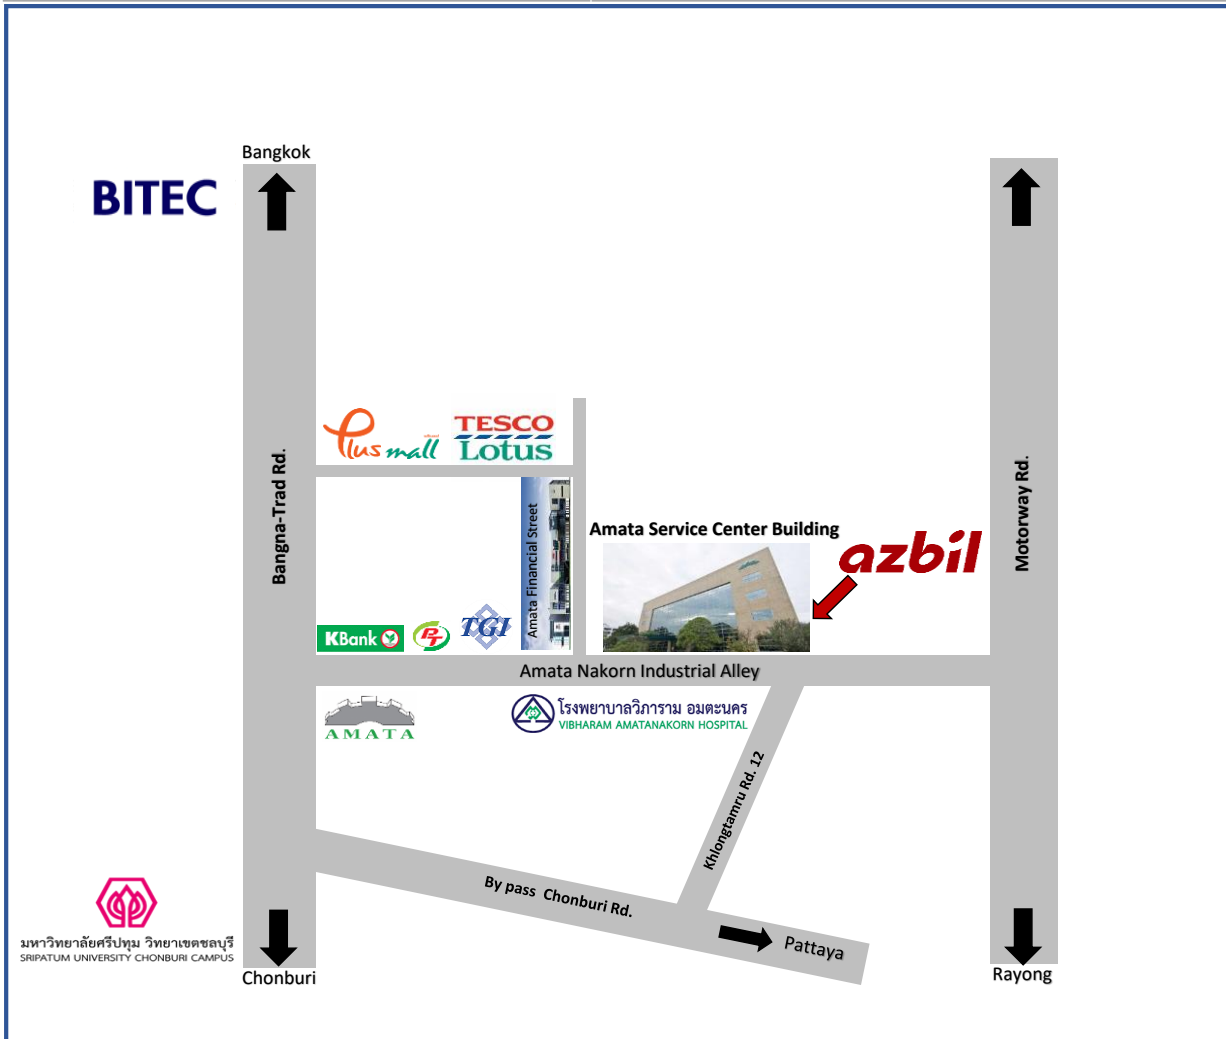 Bangkok
BITEC
Plus mall
TESCO
Lotus
Bangna-Trad Rd.
Motorway Rd.
Amata Financial Street
Amata Service Center Building
azbil
KBank
PT
TGI
Amata Nakorn Industrial Alley
AMATA
โรงพยาบาลวิภาราม อมตะนคร
VIBHARAM AMATANAKORN HOSPITAL
Khlongtamru Rd. 12
By pass Chonburi Rd.
Pattaya
มหาวิทยาลัยศรีปทุม วิทยาเขตชลบุรี
SRIPATUM UNIVERSITY CHONBURI CAMPUS
Chonburi
Rayong